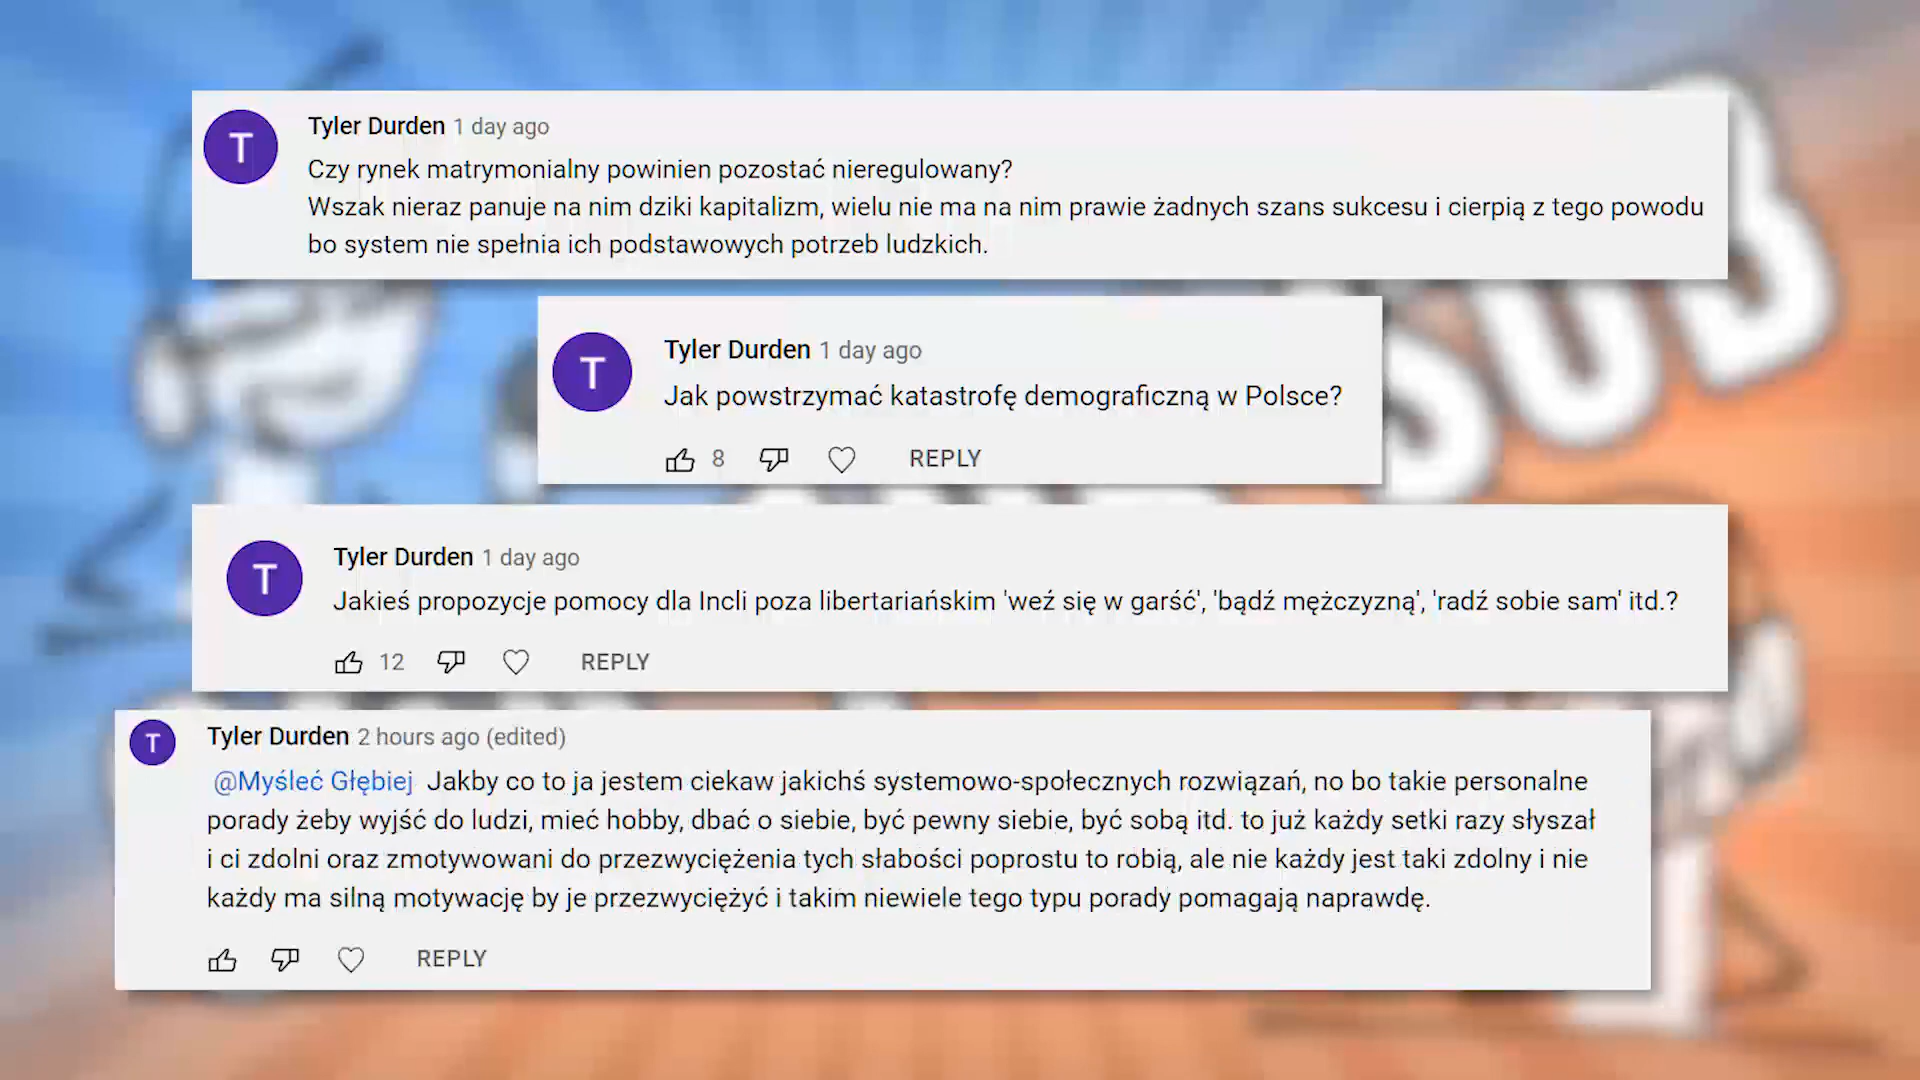 T
Tyler Durden 1 day ago
Czy rynek matrymonialny powinien pozostać nieregulowany?
Wszak nieraz panuje na nim dziki kapitalizm, wielu nie ma na nim prawie żadnych szans sukcesu i cierpią z tego powodu
bo system nie spełnia ich podstawowych potrzeb ludzkich.
T
Tyler Durden 1 day ago
Jak powstrzymać katastrofę demograficzną w Polsce?
8 REPLY
T
Tyler Durden 1 day ago
Jakieś propozycje pomocy dla Incli poza libertariańskim 'weź się w garść', 'bądź mężczyzną', 'radź sobie sam' itd.?
12 REPLY
T
Tyler Durden 2 hours ago (edited)
@Myśleć Głębiej Jakby co to ja jestem ciekaw jakichś systemowo-społecznych rozwiązań, no bo takie personalne
porady żeby wyjść do ludzi, mieć hobby, dbać o siebie, być pewny siebie, być sobą itd. to już każdy setki razy słyszał
i ci zdolni oraz zmotywowani do przezwyciężenia tych słabości poprostu to robią, ale nie każdy jest taki zdolny i nie
każdy ma silną motywację by je przezwyciężyć i takim niewiele tego typu porady pomagają naprawdę.
REPLY